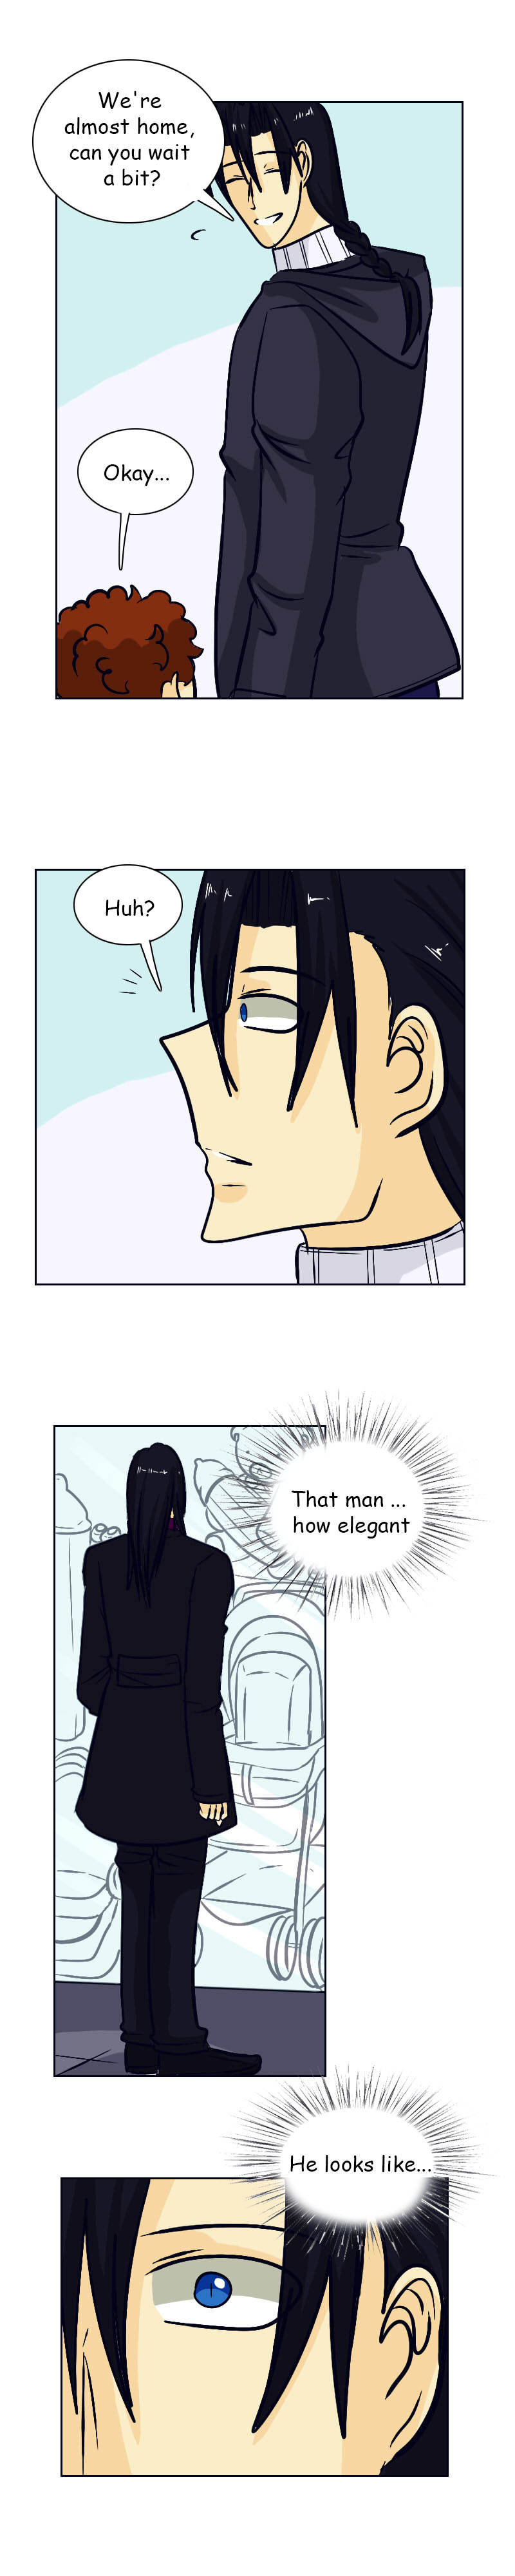 We're
almost home,
can you wait
a bit?
Okay...
Huh?
That man ...
how elegant
He looks like...